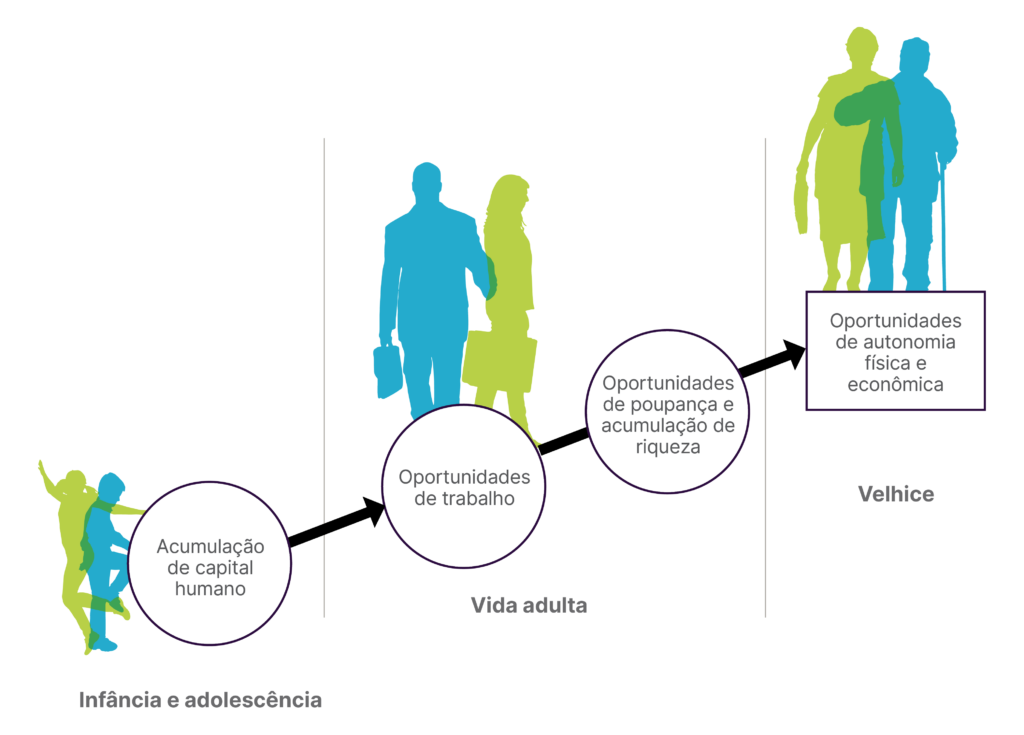 Acumulação
de capital
humano
Infância e adolescência
Oportunidades
de trabalho
Oportunidades
de poupança e
acumulação de
riqueza
Vida adulta
Oportunidades
de autonomia
física e
econômica
Velhice